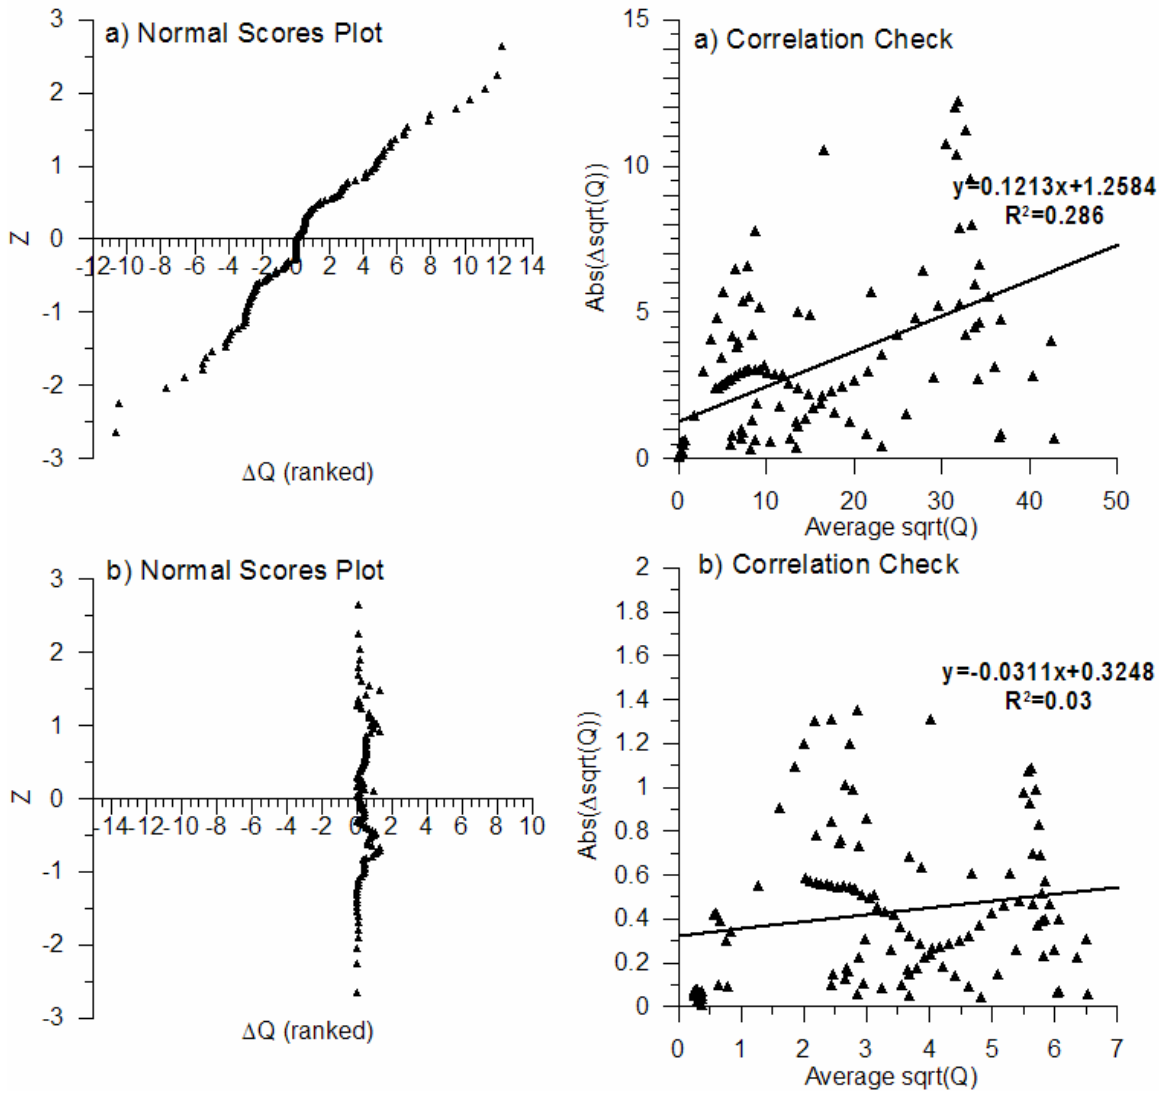 a) Normal Scores Plot
3
2
1
0
-1
-2
-3
Z
-12 -10 -8 -6 -4 -2 0 2 4 6 8 10 12 14
ΔQ (ranked)
a) Correlation Check
15
10
5
0
Abs(Δsqrt(Q))
y=0.1213x+1.2584
R²=0.286
0 10 20 30 40 50
Average sqrt(Q)
b) Normal Scores Plot
3
2
1
0
-1
-2
-3
Z
-14 -12 -10 -8 -6 -4 -2 0 2 4 6 8 10
ΔQ (ranked)
b) Correlation Check
2
1.8
1.6
1.4
1.2
1
0.8
0.6
0.4
0.2
0
Abs(Δsqrt(Q))
y=-0.0311x+0.3248
R²=0.03
0 1 2 3 4 5 6 7
Average sqrt(Q)